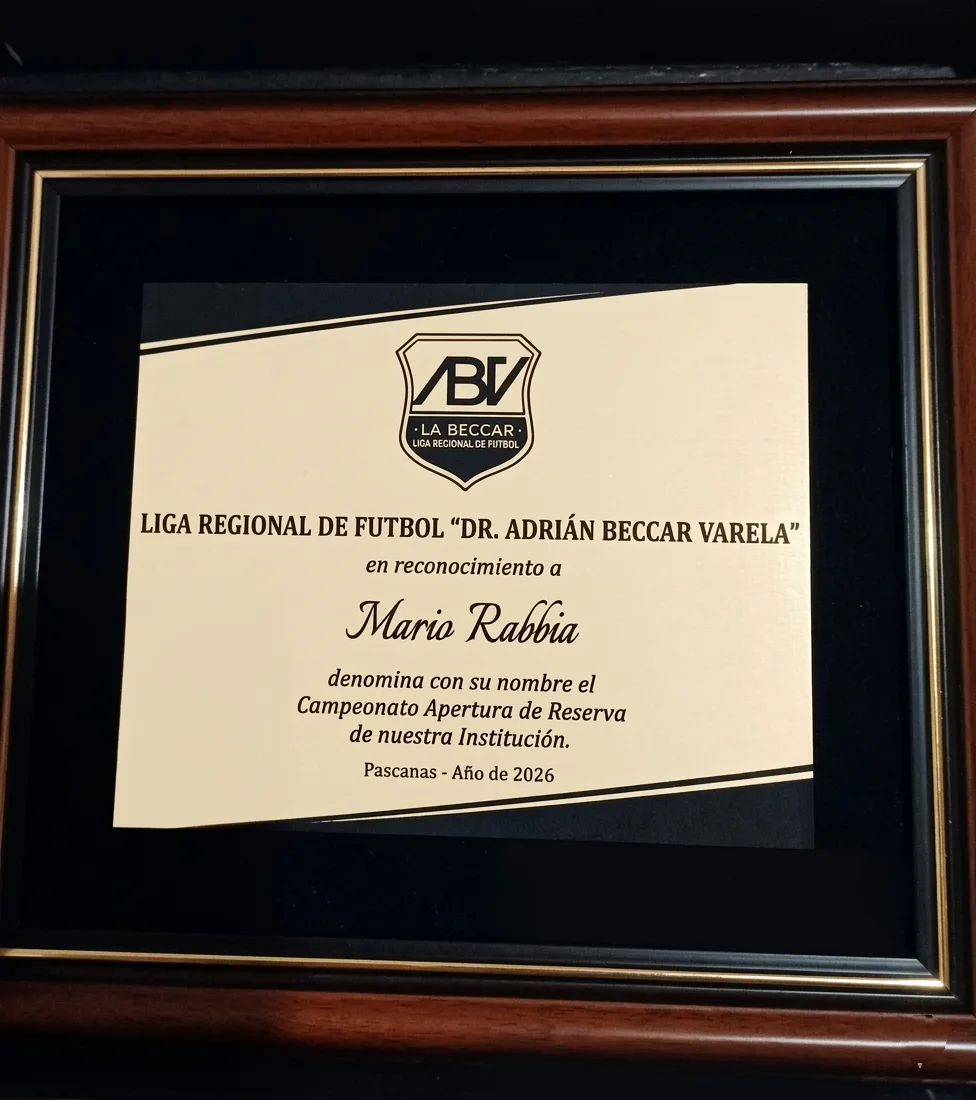 ABV
· LA BECCAR ·
LIGA REGIONAL DE FUTBOL
LIGA REGIONAL DE FUTBOL “DR. ADRIÁN BECCAR VARELA”
en reconocimiento a
Mario Rabbia
denomina con su nombre el
Campeonato Apertura de Reserva
de nuestra Institución.
Pascanas - Año de 2026